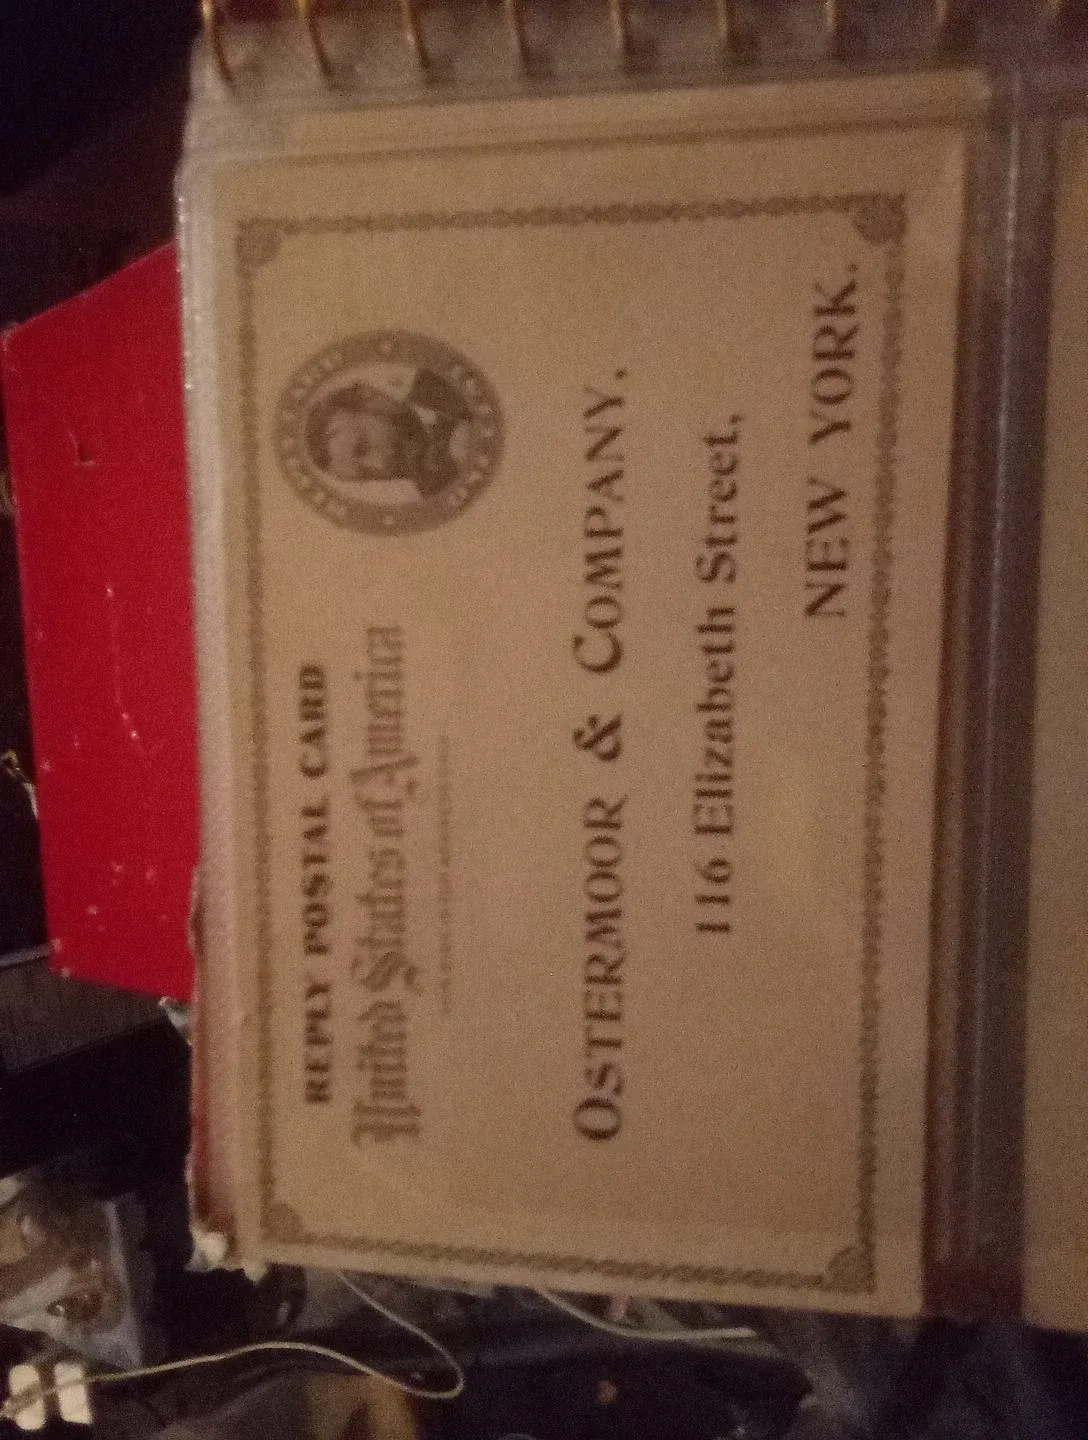 REPLY POSTAL CARD
United States of America
OSTERMOOR & COMPANY,
116 Elizabeth Street,
NEW YORK.